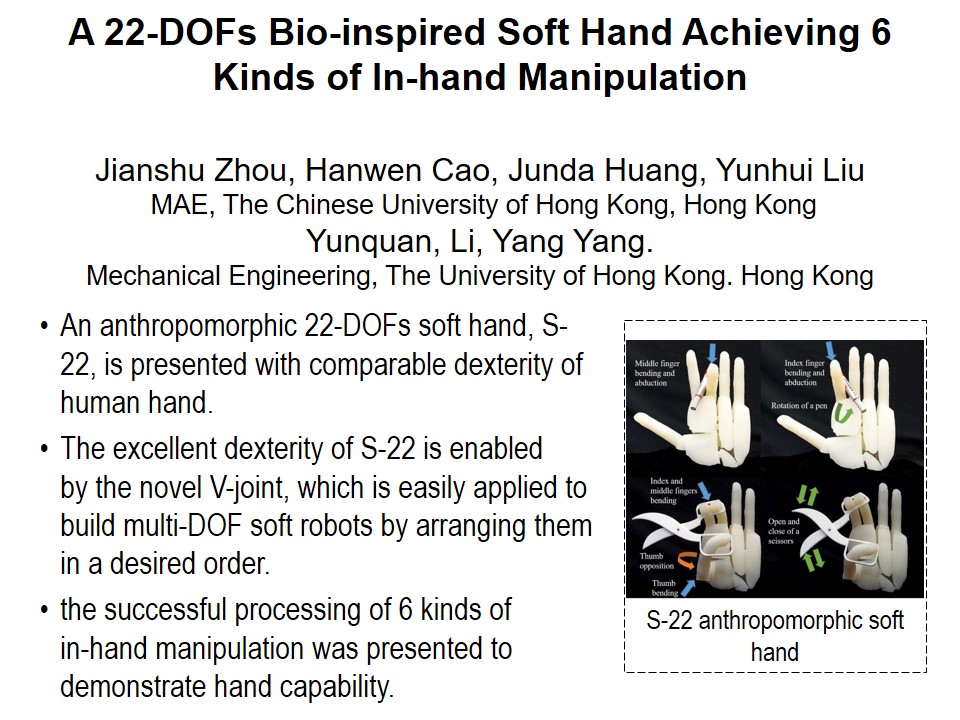 A 22-DOFs Bio-inspired Soft Hand Achieving 6
Kinds of In-hand Manipulation
Jianshu Zhou, Hanwen Cao, Junda Huang, Yunhui Liu
MAE, The Chinese University of Hong Kong, Hong Kong
Yunquan, Li, Yang Yang.
Mechanical Engineering, The University of Hong Kong. Hong Kong
• An anthropomorphic 22-DOFs soft hand, S-
22, is presented with comparable dexterity of
human hand.
• The excellent dexterity of S-22 is enabled
by the novel V-joint, which is easily applied to
build multi-DOF soft robots by arranging them
in a desired order.
• the successful processing of 6 kinds of
in-hand manipulation was presented to
demonstrate hand capability.
Middle finger
bending and
abduction
Index finger
bending and
abduction
Rotation of a pen
Index and
middle fingers
bending
Thumb
opposition
Thumb
bending
Open and
close of a
scissors
S-22 anthropomorphic soft
hand